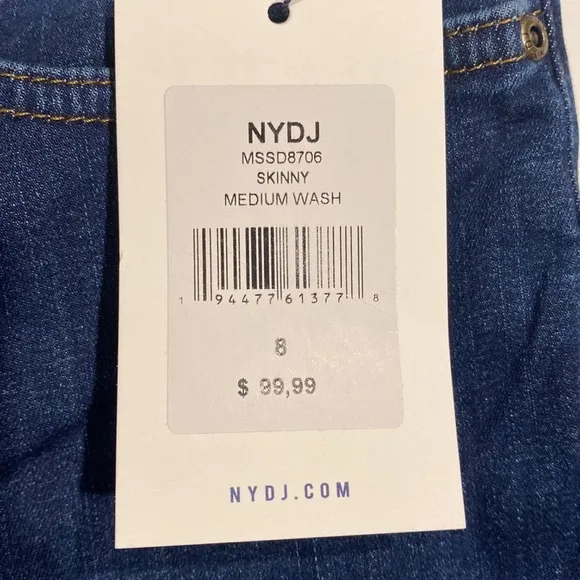 NYDJ
MSSD8706
SKINNY
MEDIUM WASH
1 94477 61377 8
8
$ 99,99
NYDJ.COM